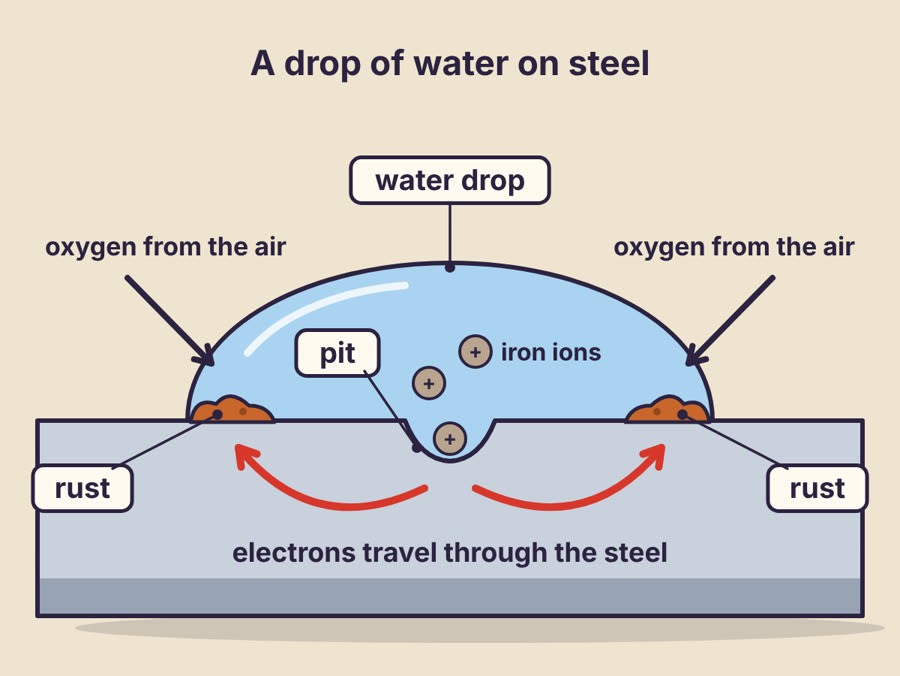 A drop of water on steel
water drop
oxygen from the air
oxygen from the air
pit
+
iron ions
+
+
rust
rust
electrons travel through the steel